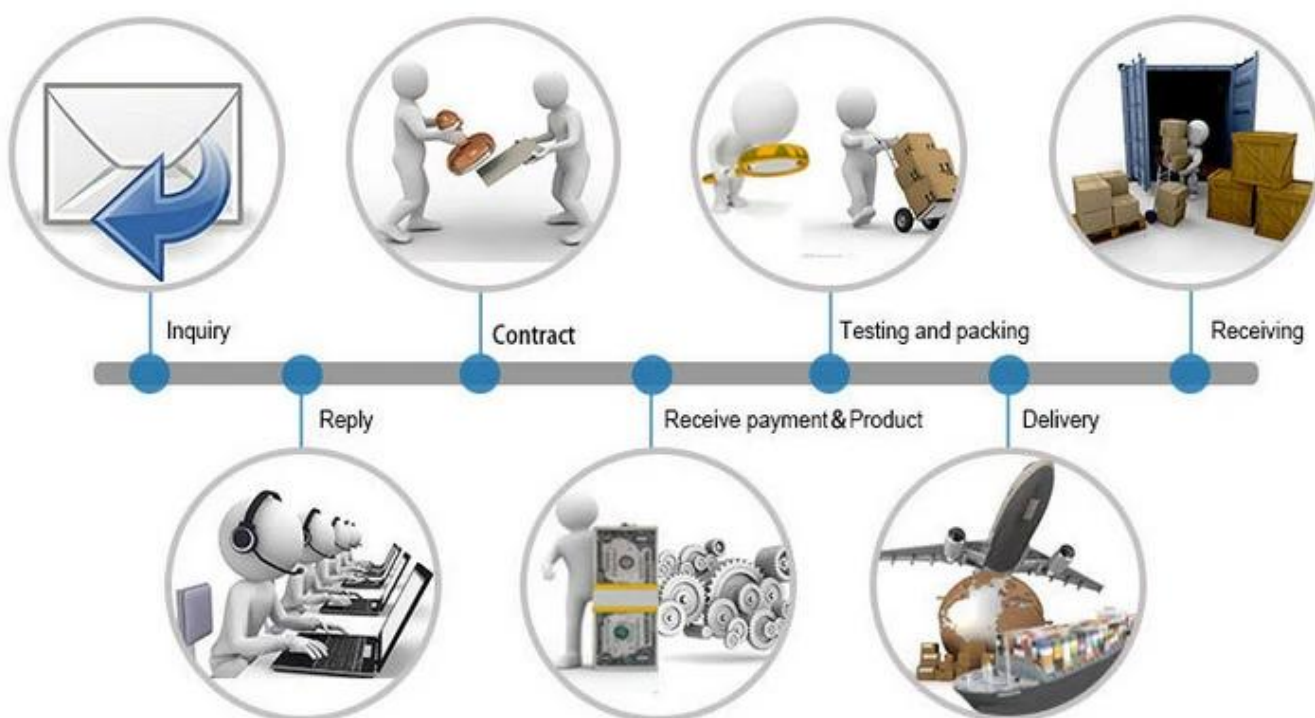 Inquiry
Reply
Contract
Receive payment & Product
Testing and packing
Delivery
Receiving